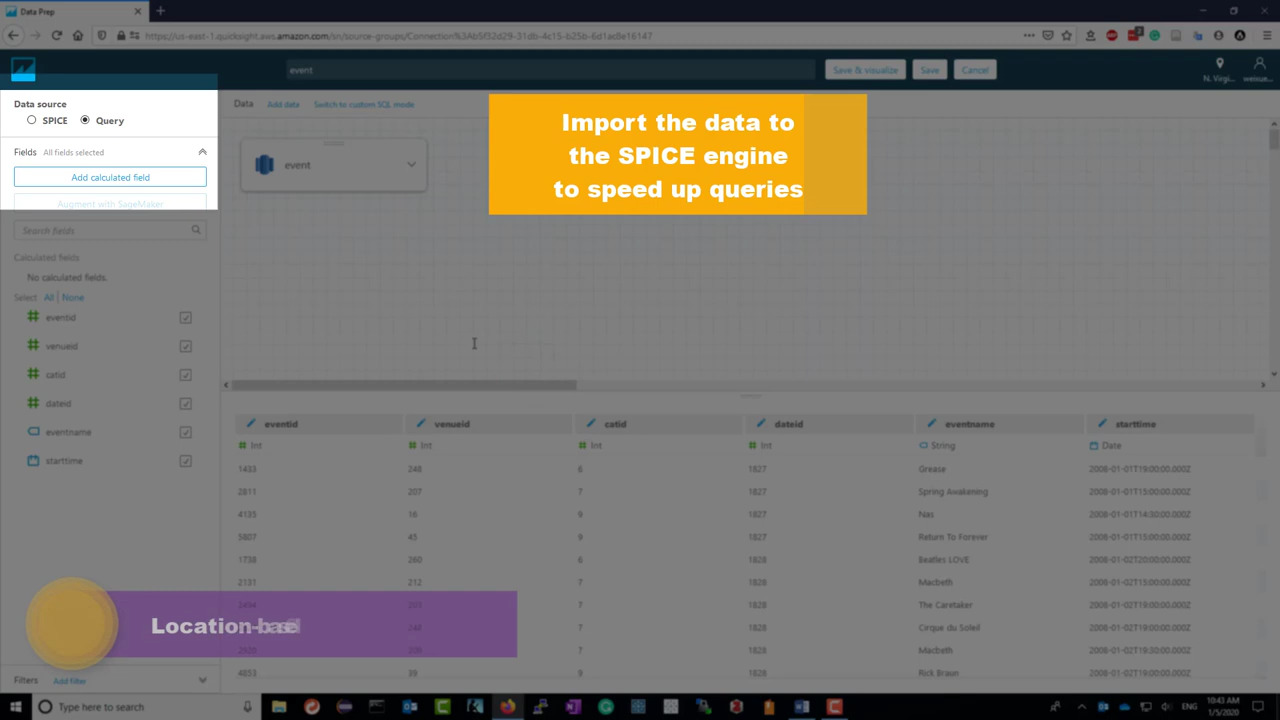 Data Prep
https://us-east-1.quicksight.aws.amazon.com/sn/source-groups/Connection%3Ab5f32d29-31db-4c15-b25b-6d1ac8e16147
event
Save & visualize
Save
Cancel
N. Virgi...
weixue...
Data source
SPICE
Query
Data
Add data
Switch to custom SQL mode
Import the data to
the SPICE engine
to speed up queries
Fields All fields selected
Add calculated field
Augment with SageMaker
event
Search fields
Calculated fields
No calculated fields.
Select All | None
eventid
venueid
catid
dateid
eventname
starttime
eventid venueid catid dateid eventname starttime
Int Int Int Int String Date
1433 248 6 1827 Grease 2008-01-01T19:00:00.000Z
2811 207 7 1827 Spring Awakening 2008-01-01T15:00:00.000Z
4135 16 9 1827 Nas 2008-01-01T14:30:00.000Z
5807 45 9 1827 Return To Forever 2008-01-01T15:00:00.000Z
1738 260 6 1828 Beatles LOVE 2008-01-02T20:00:00.000Z
2131 212 7 1828 Macbeth 2008-01-02T15:00:00.000Z
2494 203 7 1828 The Caretaker 2008-01-02T19:00:00.000Z
248 7 1828 Cirque du Soleil 2008-01-02T15:00:00.000Z
7 1828 Macbeth 2008-01-02T19:30:00.000Z
4853 39 9 1828 Rick Braun 2008-01-02T19:00:00.000Z
Location-
Filters Add filter
Type here to search
ENG
10:43 AM
1/5/2020